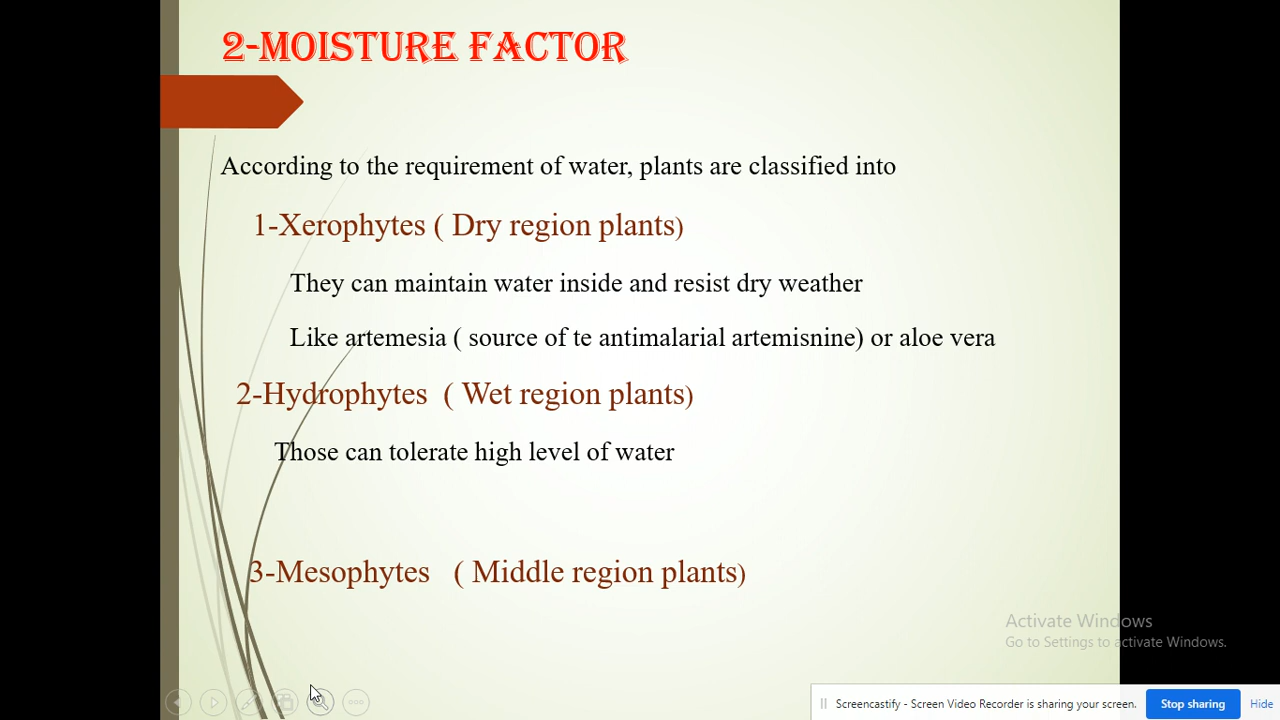 2-MOISTURE FACTOR
According to the requirement of water, plants are classified into
1-Xerophytes ( Dry region plants)
They can maintain water inside and resist dry weather
Like artemesia ( source of te antimalarial artemisnine) or aloe vera
2-Hydrophytes ( Wet region plants)
Those can tolerate high level of water
3-Mesophytes ( Middle region plants)
Activate Windows
Go to Settings to activate Windows.
Screencastify - Screen Video Recorder is sharing your screen. Stop sharing Hide